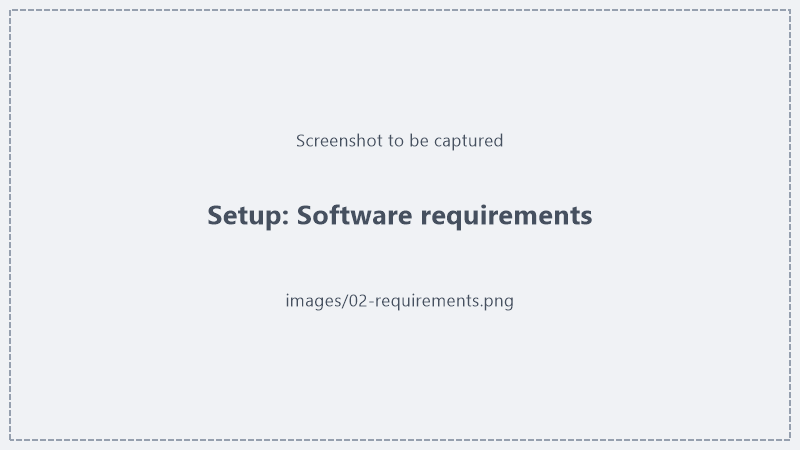 Screenshot to be captured
Setup: Software requirements
images/02-requirements.png